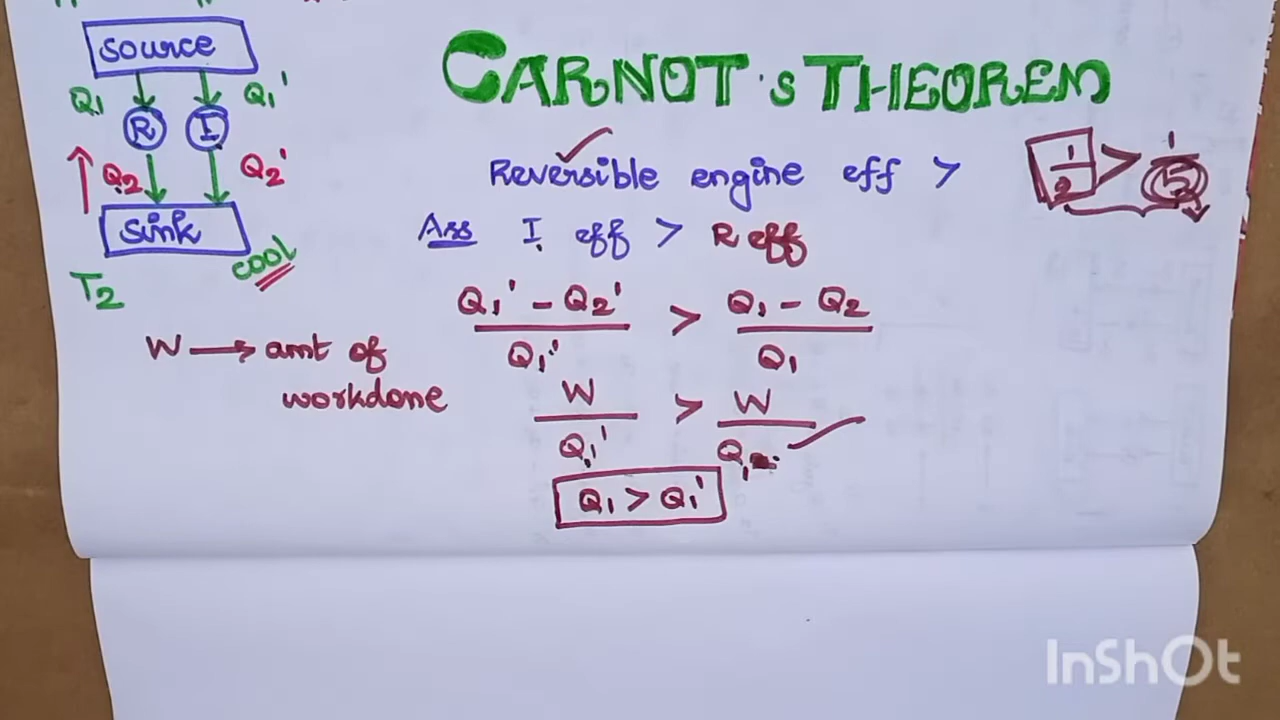 Source
Q₁ Q₁'
R I
Q₂ Q₂'
Sink
cool
T₂
CARNOT's THEOREM
Reversible engine eff >
1/2 > 1/15
Ass I eff > R eff
Q₁' - Q₂' / Q₁' > Q₁ - Q₂ / Q₁
W → amt of
workdone
W / Q₁' > W / Q₁
Q₁ > Q₁'
InShOt